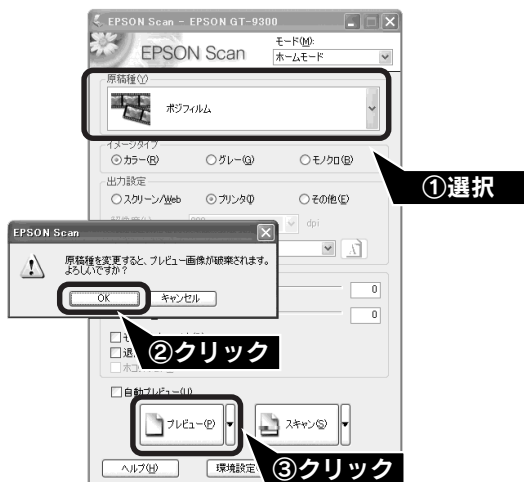 EPSON Scan - EPSON GT-9300
EPSON Scan
モード(M):
ホームモード
原稿種(Y)
ポジフィルム
イメージタイプ
カラー(R)
グレー(G)
モノクロ(B)
①選択
出力設定
スクリーン/Web
プリンタ(I)
その他(E)
dpi
EPSON Scan
原稿種を変更すると、プレビュー画像が破棄されます。
よろしいですか?
OK
キャンセル
0
0
②クリック
自動プレビュー(U)
プレビュー(P)
スキャン(S)
ヘルプ(H)
環境設定
③クリック